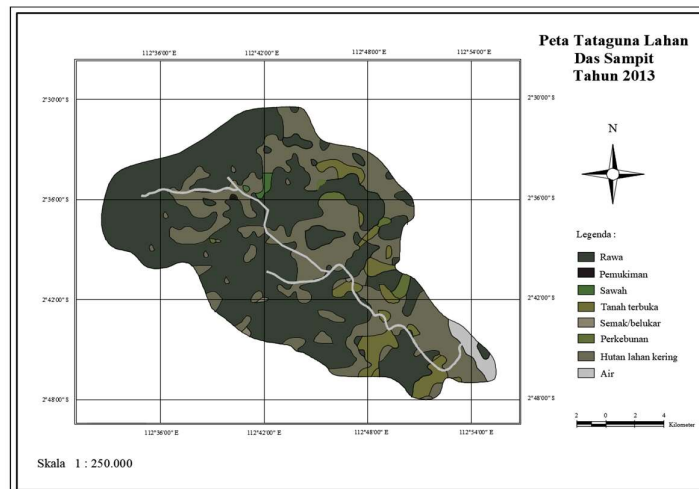 Peta Tataguna Lahan
Das Sampit
Tahun 2013
112°36'00" E 112°42'00" E 112°48'00" E 112°54'00" E
2°30'00" S 2°30'00" S
2°36'00" S 2°36'00" S
2°42'00" S 2°42'00" S
2°48'00" S 2°48'00" S
112°36'00" E 112°42'00" E 112°48'00" E 112°54'00" E
N
Legenda :
Rawa
Pemukiman
Sawah
Tanah terbuka
Semak/belukar
Perkebunan
Hutan lahan kering
Air
2 0 2 4
Kilometer
Skala 1 : 250.000